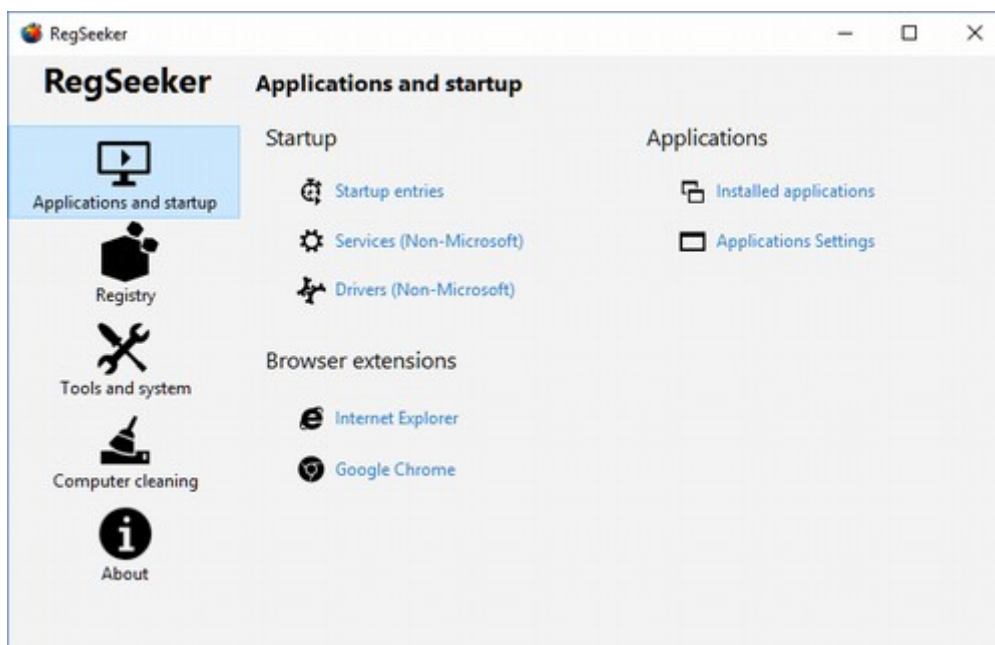 RegSeeker
RegSeeker
Applications and startup
Registry
Tools and system
Computer cleaning
About
Applications and startup
Startup
Startup entries
Services (Non-Microsoft)
Drivers (Non-Microsoft)
Browser extensions
Internet Explorer
Google Chrome
Applications
Installed applications
Applications Settings